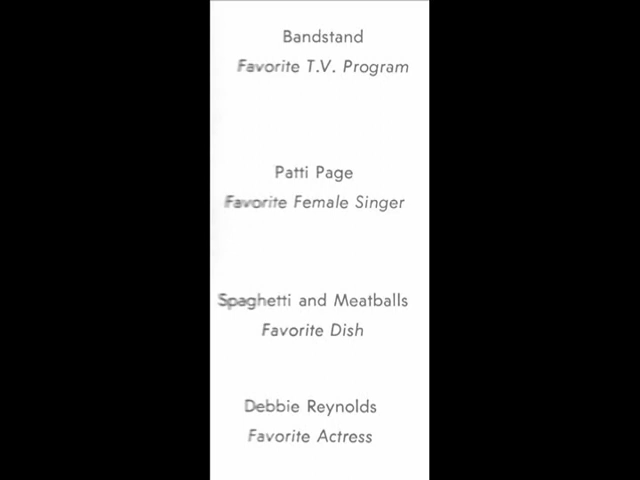 Bandstand
Favorite T.V. Program
Patti Page
Favorite Female Singer
Spaghetti and Meatballs
Favorite Dish
Debbie Reynolds
Favorite Actress